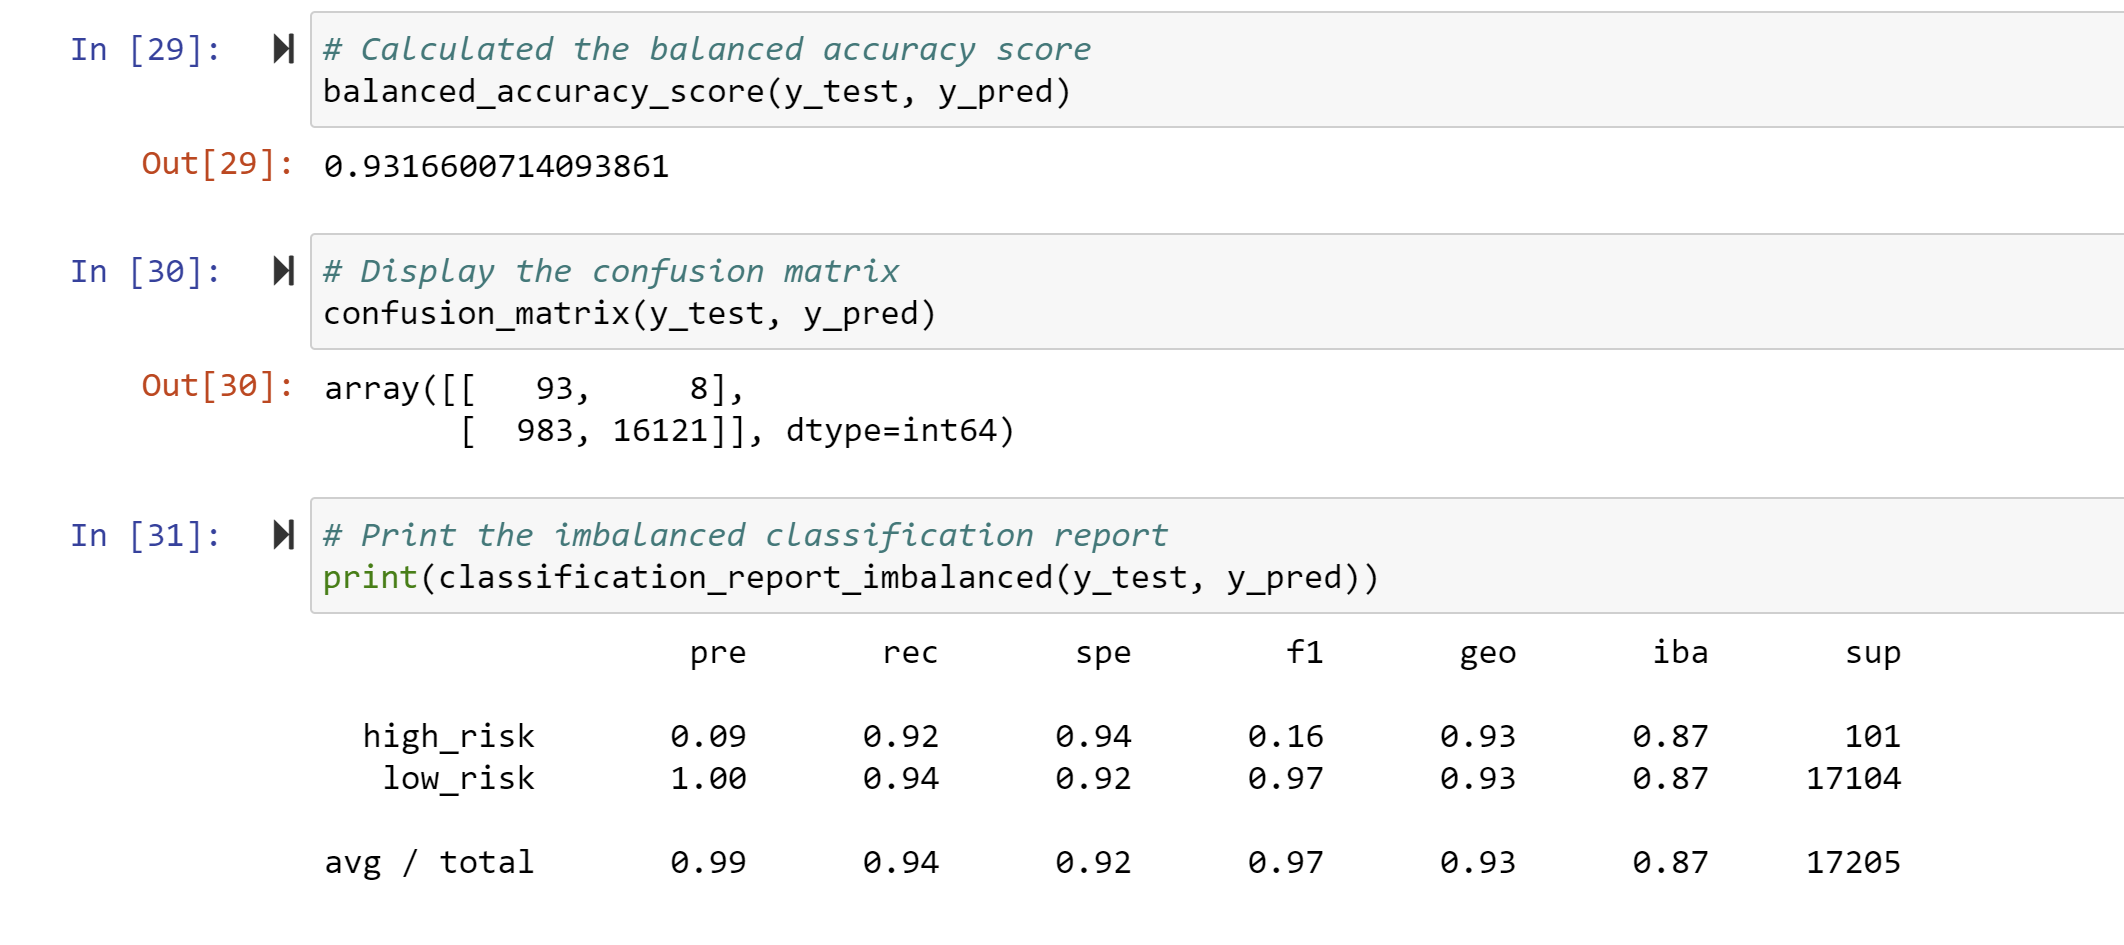 In [29]: # Calculated the balanced accuracy score
balanced_accuracy_score(y_test, y_pred)
Out[29]: 0.9316600714093861
In [30]: # Display the confusion matrix
confusion_matrix(y_test, y_pred)
Out[30]: array([[   93,     8],
       [  983, 16121]], dtype=int64)
In [31]: # Print the imbalanced classification report
print(classification_report_imbalanced(y_test, y_pred))
pre rec spe f1 geo iba sup
high_risk 0.09 0.92 0.94 0.16 0.93 0.87 101
low_risk 1.00 0.94 0.92 0.97 0.93 0.87 17104
avg / total 0.99 0.94 0.92 0.97 0.93 0.87 17205